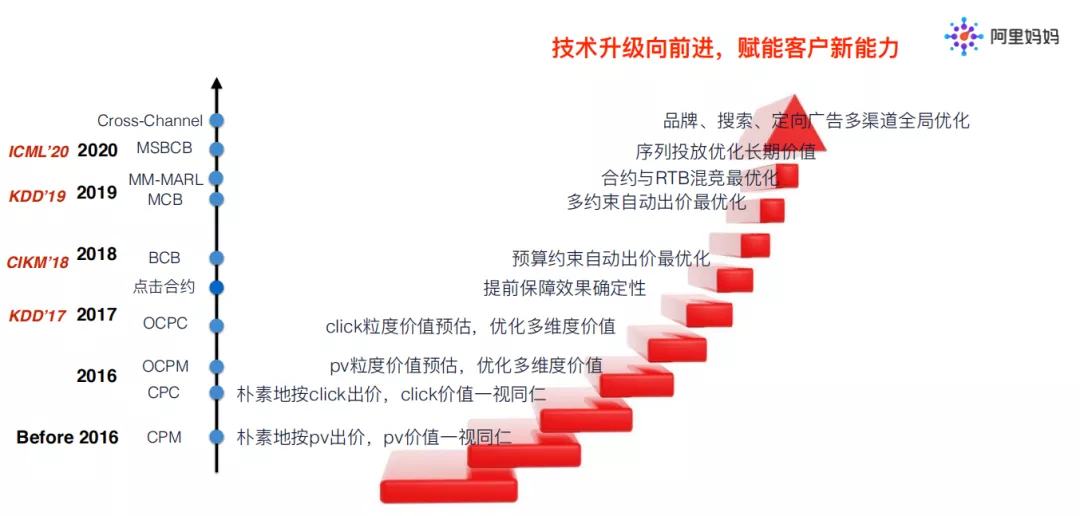 技术升级向前进，赋能客户新能力
阿里妈妈
Cross-Channel
品牌、搜索、定向广告多渠道全局优化
ICML'20 2020 MSBCB
序列投放优化长期价值
MM-MARL
合约与RTB混竞最优化
KDD'19 2019 MCB
多约束自动出价最优化
CIKM'18 2018 BCB
预算约束自动出价最优化
点击合约
提前保障效果确定性
KDD'17 2017
OCPC
click粒度价值预估，优化多维度价值
OCPM
pv粒度价值预估，优化多维度价值
2016
CPC
朴素地按click出价，click价值一视同仁
Before 2016 CPM
朴素地按pv出价，pv价值一视同仁